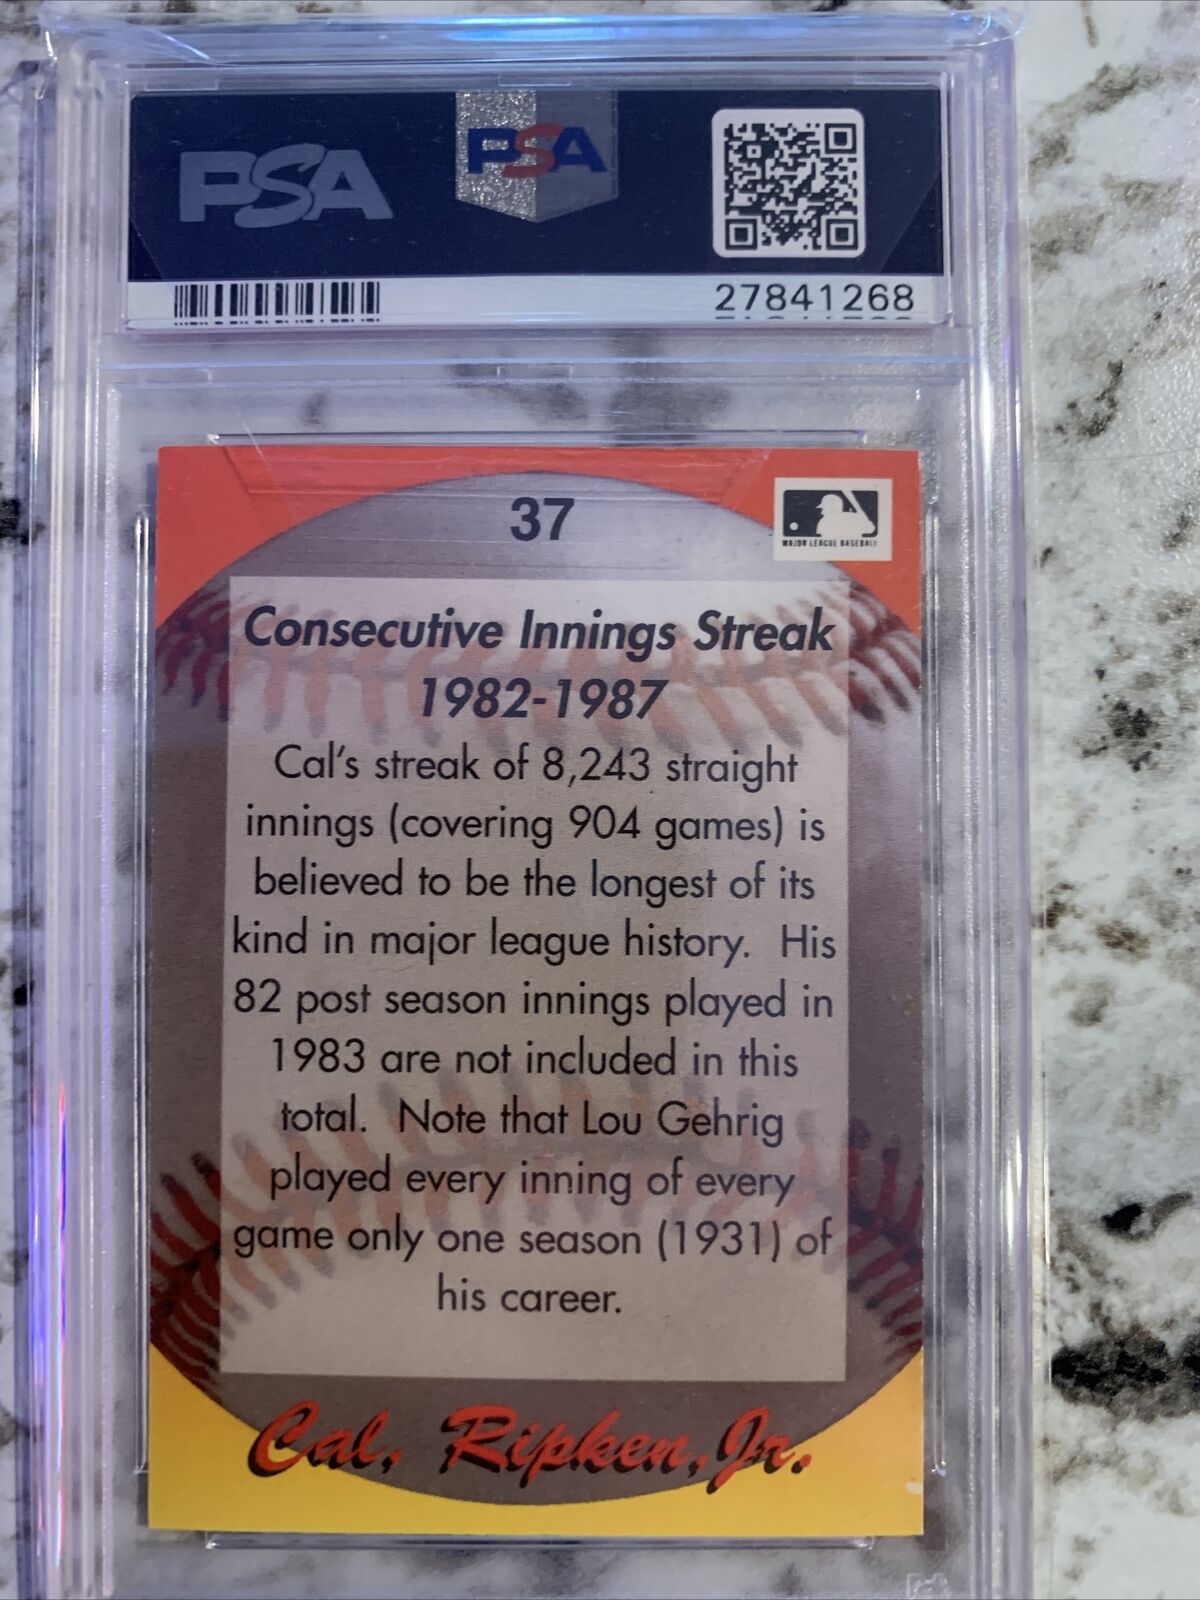 PSA
PSA
27841268
37
MAJOR LEAGUE BASEBALL
Consecutive Innings Streak
1982-1987
Cal's streak of 8,243 straight
innings (covering 904 games) is
believed to be the longest of its
kind in major league history. His
82 post season innings played in
1983 are not included in this
total. Note that Lou Gehrig
played every inning of every
game only one season (1931) of
his career.
Cal, Ripken, Jr.